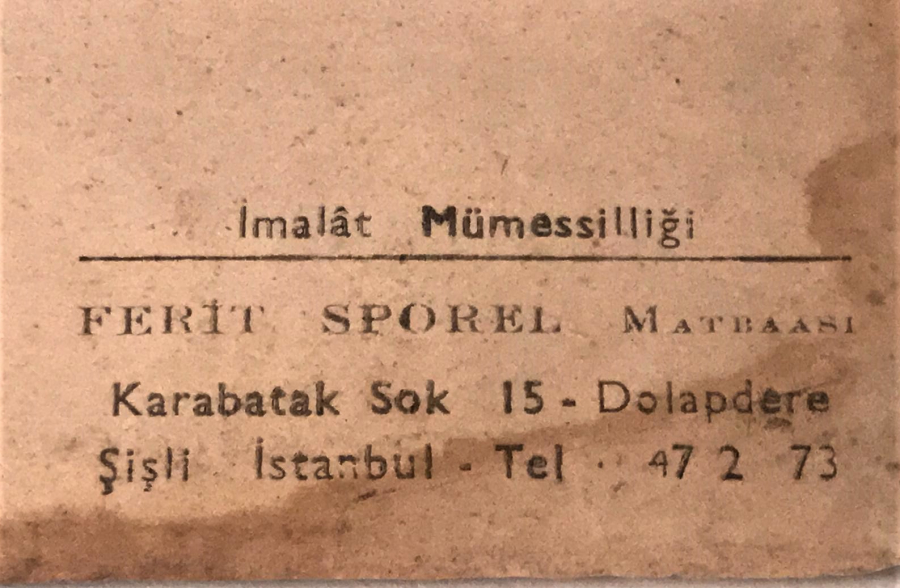 İmalât Mümessilliği
FERİT SPOREL MATBAASI
Karabatak Sok 15 - Dolapdere
Şişli İstanbul - Tel · 47 2 73